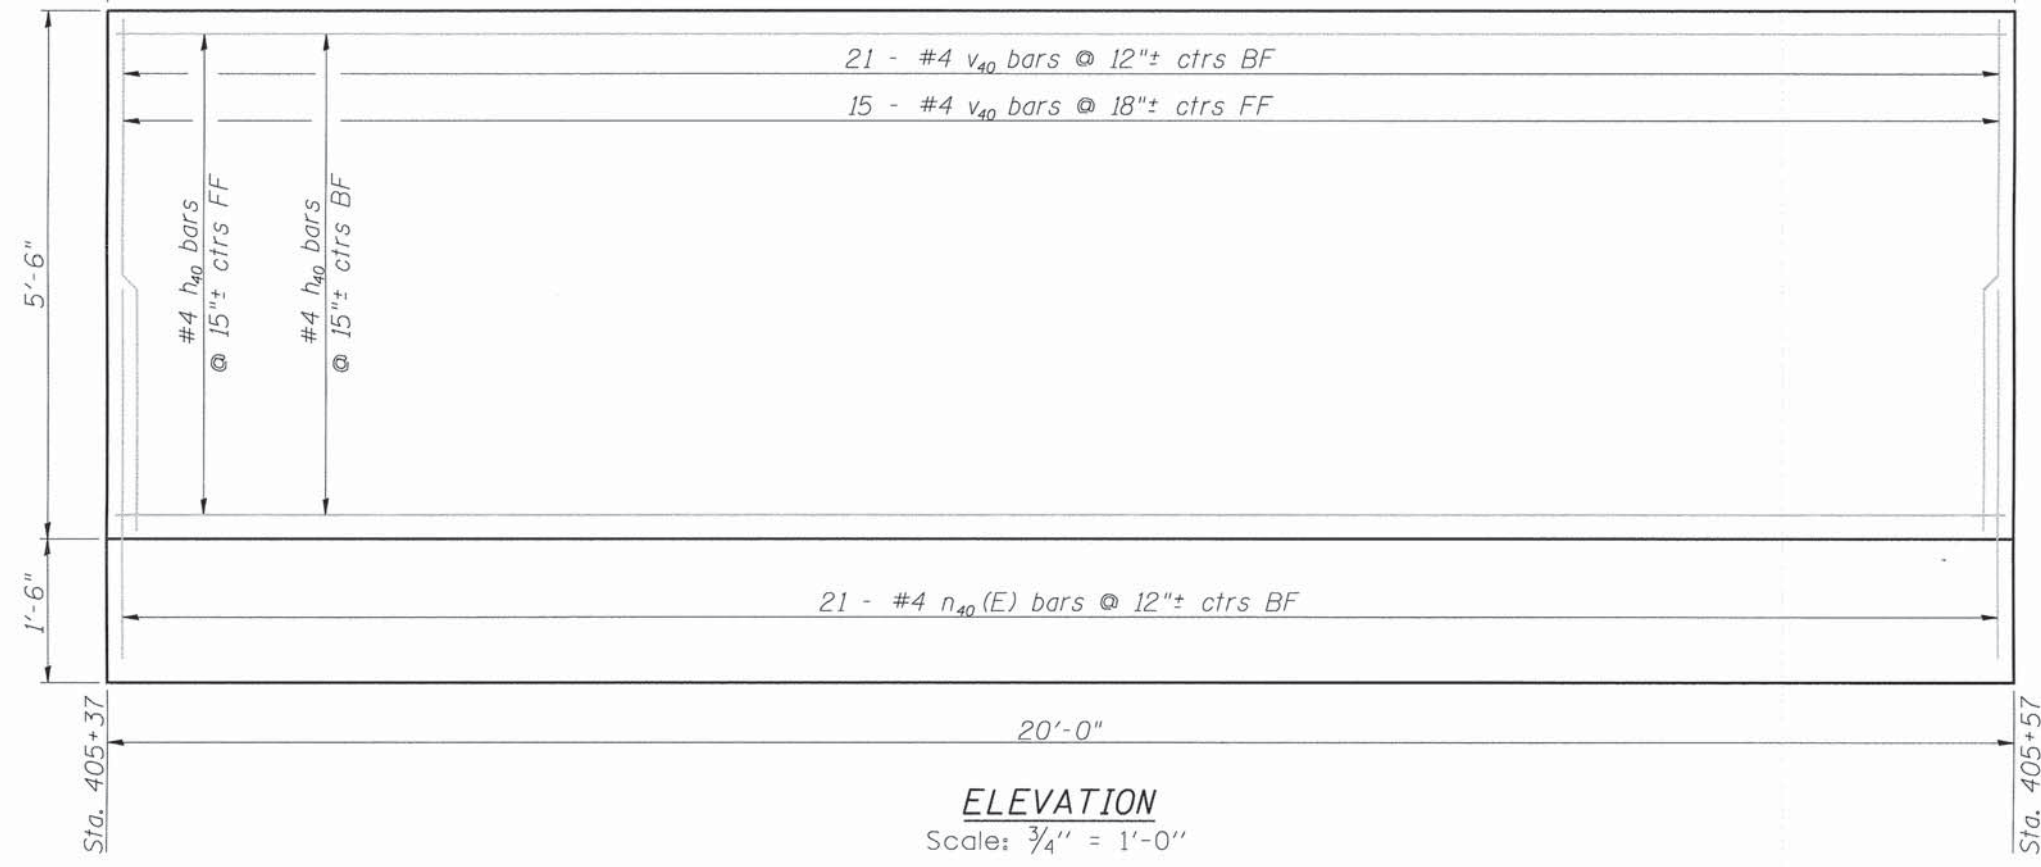 21 - #4 v₄₀ bars @ 12"± ctrs BF
15 - #4 v₄₀ bars @ 18"± ctrs FF
#4 h₄₀ bars
@ 15"± ctrs FF
#4 h₄₀ bars
@ 15"± ctrs BF
5'-6"
1'-6"
21 - #4 n₄₀(E) bars @ 12"± ctrs BF
Sta. 405+37
20'-0"
Sta. 405+57
ELEVATION
Scale: 3/4'' = 1'-0''